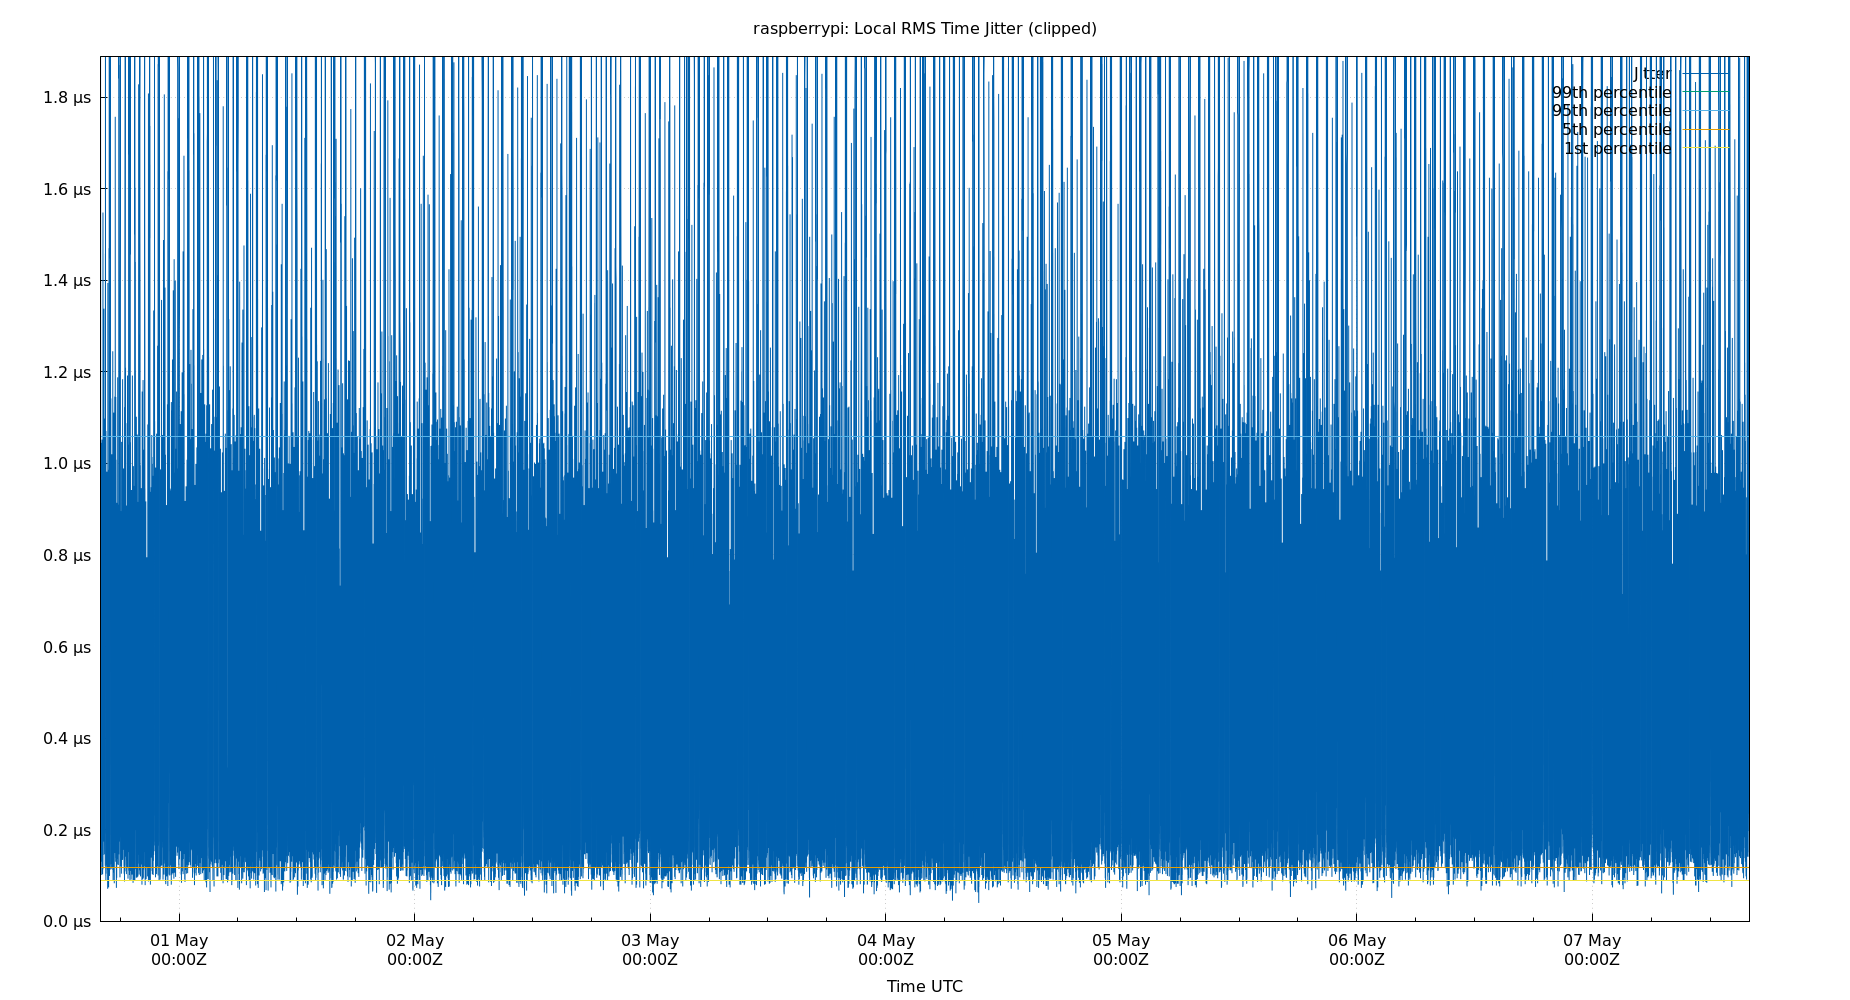 raspberrypi: Local RMS Time Jitter (clipped)
Jitter
99th percentile
95th percentile
5th percentile
1st percentile
1.8 µs
1.6 µs
1.4 µs
1.2 µs
1.0 µs
0.8 µs
0.6 µs
0.4 µs
0.2 µs
0.0 µs
01 May 02 May 03 May 04 May 05 May 06 May 07 May
00:00Z 00:00Z 00:00Z 00:00Z 00:00Z 00:00Z 00:00Z
Time UTC